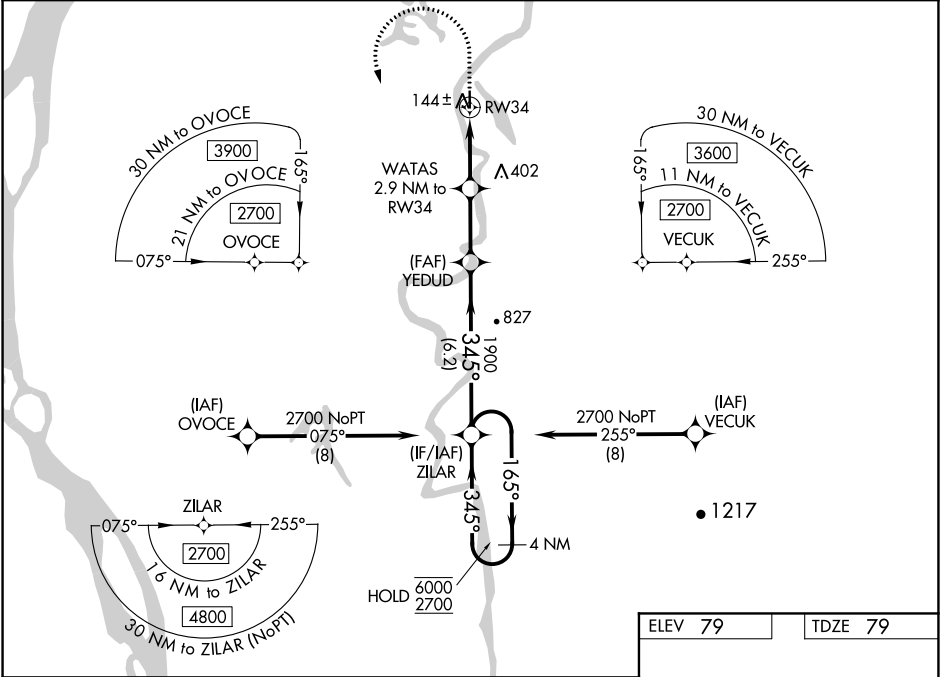 144±
RW34
30 NM to OVOCE
3900
165°
21 NM to OVOCE
2700
OVOCE
075°
WATAS
2.9 NM to
RW34
402
30 NM to VECUK
3600
165°
11 NM to VECUK
2700
VECUK
255°
(FAF)
YEDUD
827
345°
1900
(6.2)
(IAF)
OVOCE
2700 NoPT
075°
(8)
(IF/IAF)
ZILAR
2700 NoPT
255°
(8)
(IAF)
VECUK
345°
165°
4 NM
HOLD
6000
2700
1217
ZILAR
075°
255°
2700
16 NM to ZILAR
4800
30 NM to ZILAR (NoPT)
ELEV 79
TDZE 79